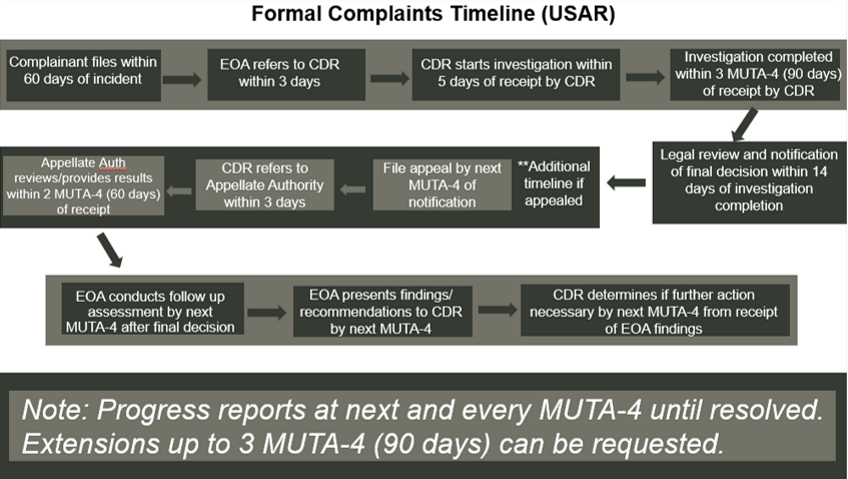 Formal Complaints Timeline (USAR)
Complainant files within
60 days of incident
EOA refers to CDR
within 3 days
CDR starts investigation within
5 days of receipt by CDR
Investigation completed
within 3 MUTA-4 (90 days)
of receipt by CDR
Legal review and notification
of final decision within 14
days of investigation
completion
**Additional
timeline if
appealed
File appeal by next
MUTA-4 of
notification
CDR refers to
Appellate Authority
within 3 days
Appellate Auth
reviews/provides results
within 2 MUTA-4 (60 days)
of receipt
EOA conducts follow up
assessment by next
MUTA-4 after final decision
EOA presents findings/
recommendations to CDR
by next MUTA-4
CDR determines if further action
necessary by next MUTA-4 from receipt
of EOA findings
Note: Progress reports at next and every MUTA-4 until resolved.
Extensions up to 3 MUTA-4 (90 days) can be requested.